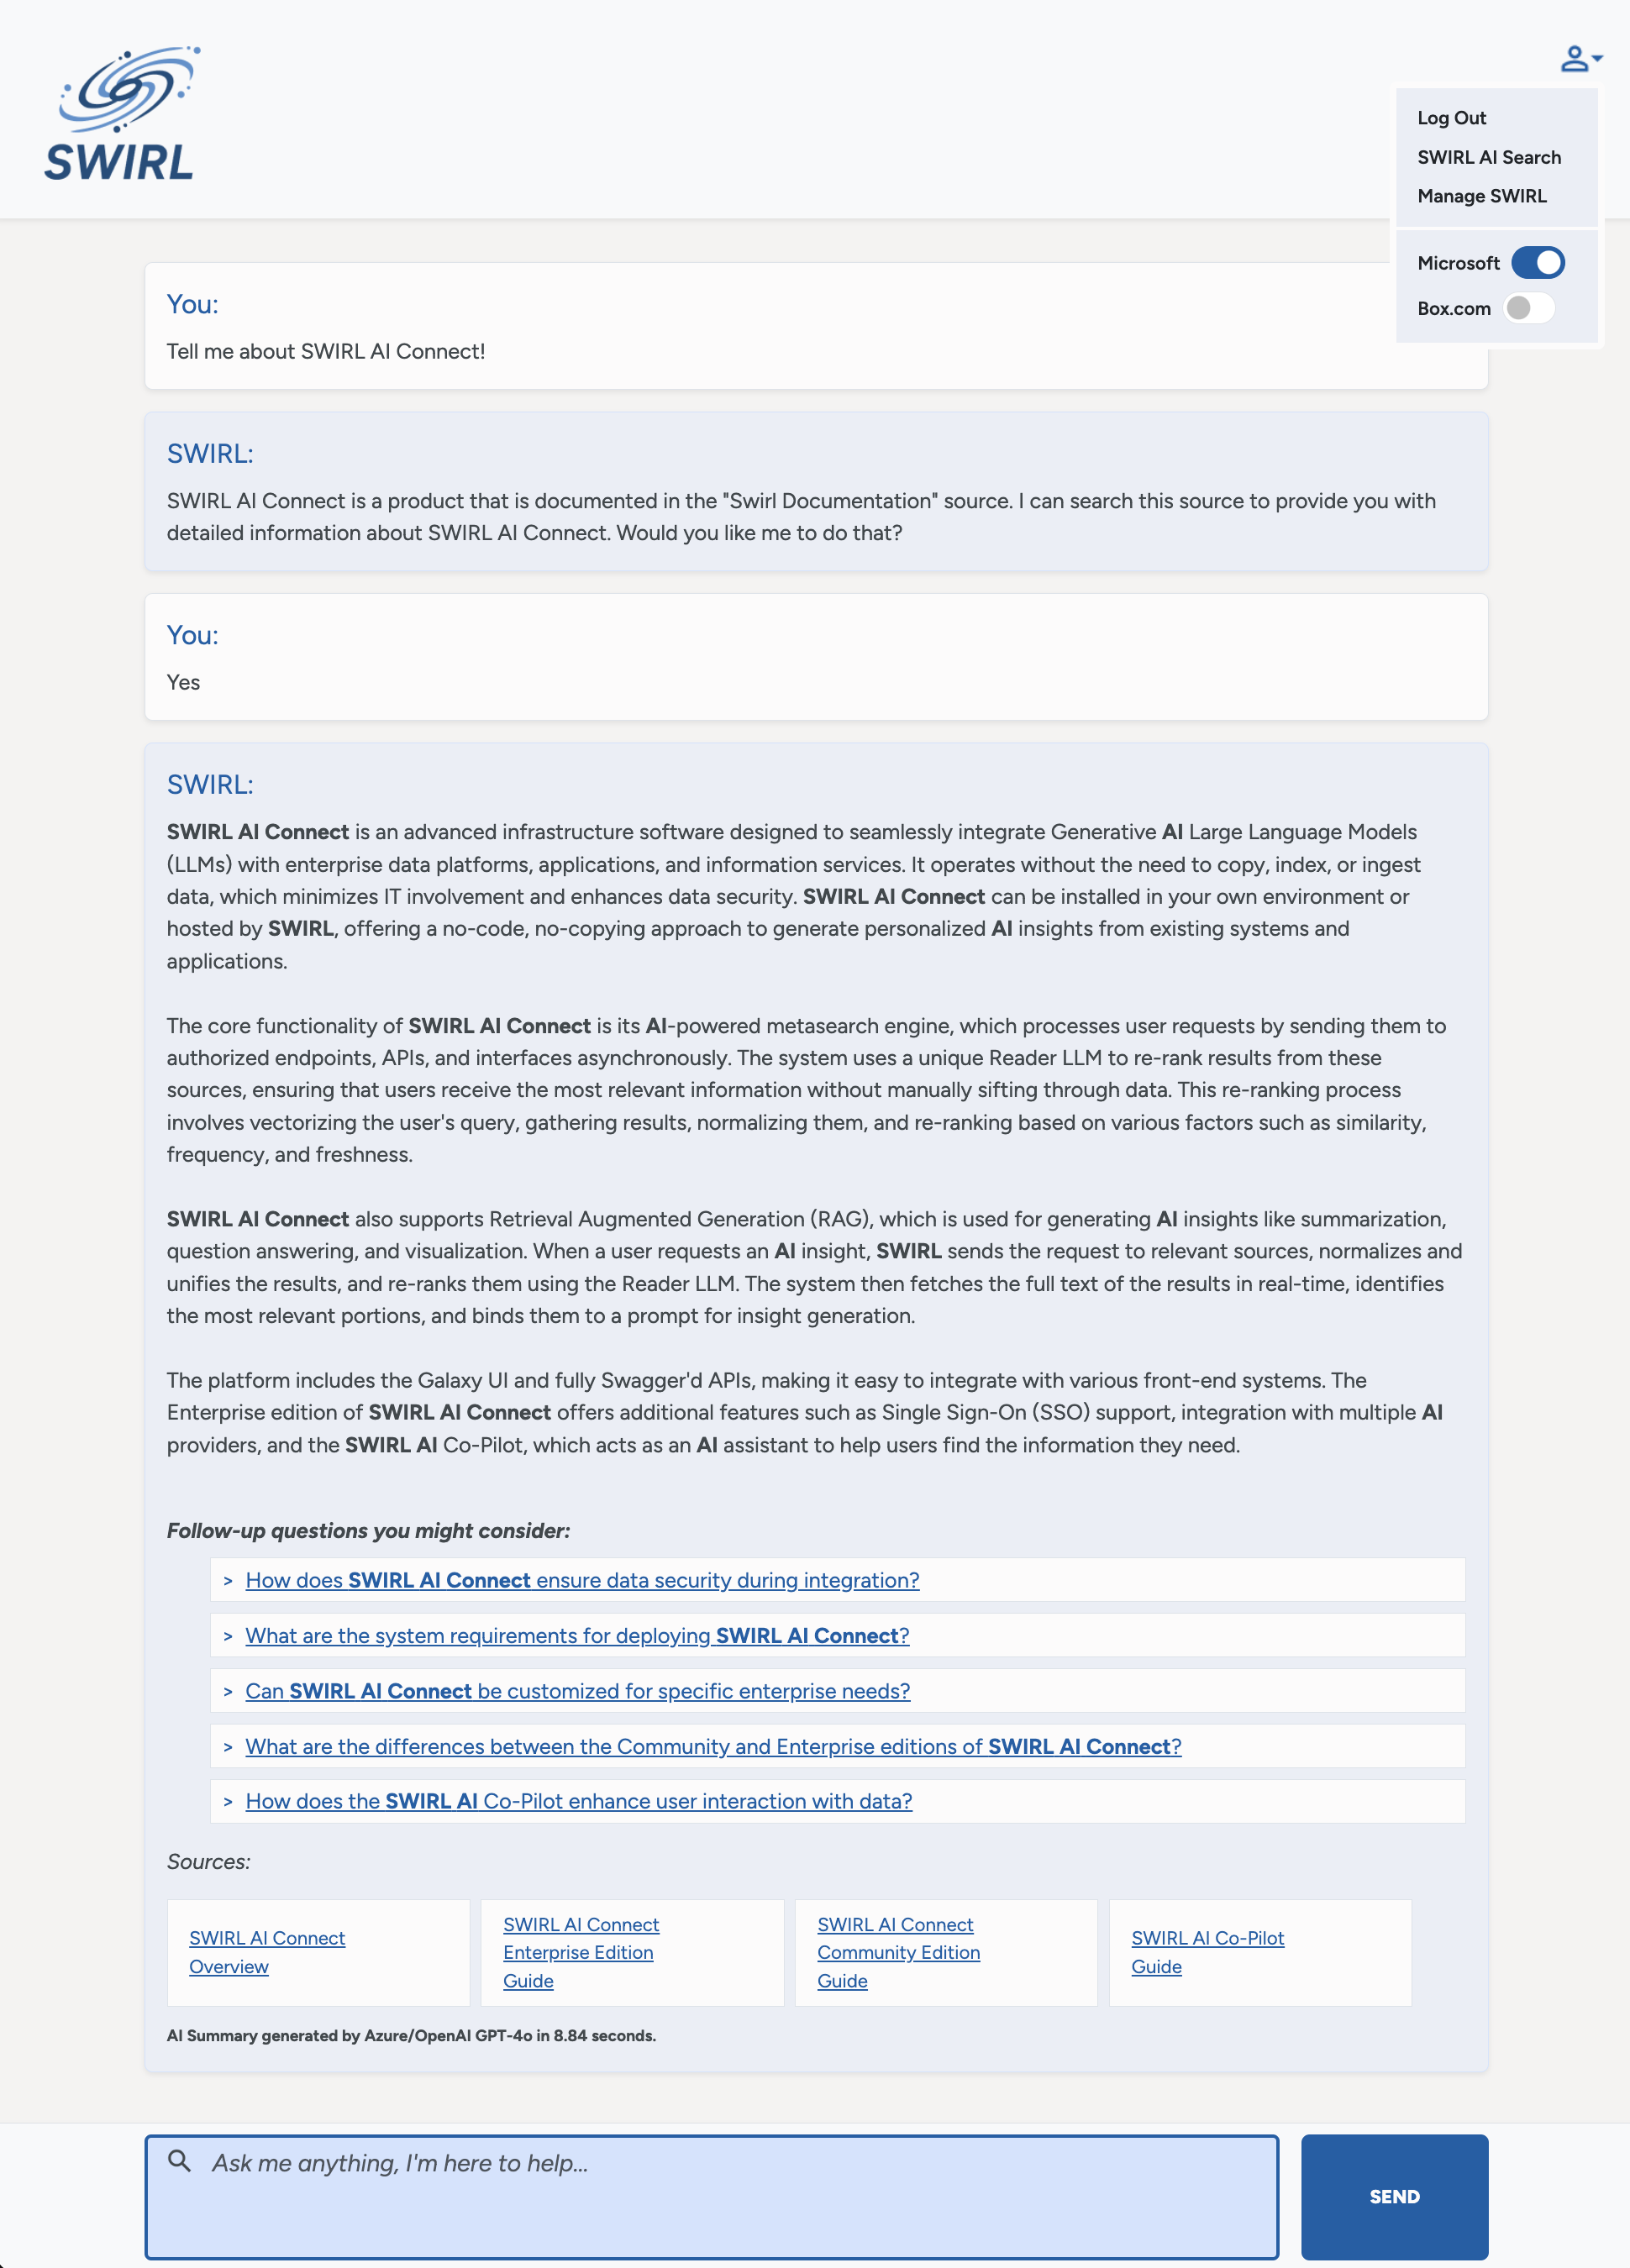 SWIRL
Log Out
SWIRL AI Search
Manage SWIRL
Microsoft
Box.com
You:
Tell me about SWIRL AI Connect!
SWIRL:
SWIRL AI Connect is a product that is documented in the "Swirl Documentation" source. I can search this source to provide you with
detailed information about SWIRL AI Connect. Would you like me to do that?
You:
Yes
SWIRL:
SWIRL AI Connect is an advanced infrastructure software designed to seamlessly integrate Generative AI Large Language Models
(LLMs) with enterprise data platforms, applications, and information services. It operates without the need to copy, index, or ingest
data, which minimizes IT involvement and enhances data security. SWIRL AI Connect can be installed in your own environment or
hosted by SWIRL, offering a no-code, no-copying approach to generate personalized AI insights from existing systems and
applications.
The core functionality of SWIRL AI Connect is its AI-powered metasearch engine, which processes user requests by sending them to
authorized endpoints, APIs, and interfaces asynchronously. The system uses a unique Reader LLM to re-rank results from these
sources, ensuring that users receive the most relevant information without manually sifting through data. This re-ranking process
involves vectorizing the user's query, gathering results, normalizing them, and re-ranking based on various factors such as similarity,
frequency, and freshness.
SWIRL AI Connect also supports Retrieval Augmented Generation (RAG), which is used for generating AI insights like summarization,
question answering, and visualization. When a user requests an AI insight, SWIRL sends the request to relevant sources, normalizes and
unifies the results, and re-ranks them using the Reader LLM. The system then fetches the full text of the results in real-time, identifies
the most relevant portions, and binds them to a prompt for insight generation.
The platform includes the Galaxy UI and fully Swagger'd APIs, making it easy to integrate with various front-end systems. The
Enterprise edition of SWIRL AI Connect offers additional features such as Single Sign-On (SSO) support, integration with multiple AI
providers, and the SWIRL AI Co-Pilot, which acts as an AI assistant to help users find the information they need.
Follow-up questions you might consider:
> How does SWIRL AI Connect ensure data security during integration?
> What are the system requirements for deploying SWIRL AI Connect?
> Can SWIRL AI Connect be customized for specific enterprise needs?
> What are the differences between the Community and Enterprise editions of SWIRL AI Connect?
> How does the SWIRL AI Co-Pilot enhance user interaction with data?
Sources:
SWIRL AI Connect
Overview
SWIRL AI Connect
Enterprise Edition
Guide
SWIRL AI Connect
Community Edition
Guide
SWIRL AI Co-Pilot
Guide
AI Summary generated by Azure/OpenAI GPT-4o in 8.84 seconds.
Ask me anything, I'm here to help...
SEND